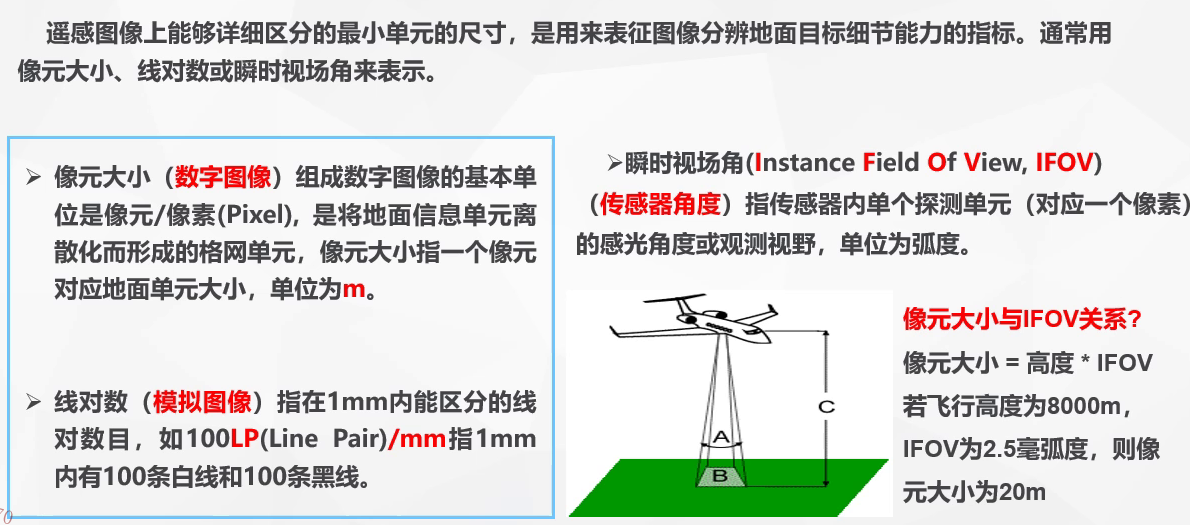 遥感图像上能够详细区分的最小单元的尺寸，是用来表征图像分辨地面目标细节能力的指标。通常用
像元大小、线对数或瞬时视场角来表示。
➢ 像元大小（数字图像）组成数字图像的基本单
位是像元/像素(Pixel), 是将地面信息单元离
散化而形成的格网单元，像元大小指一个像元
对应地面单元大小，单位为m。
➢ 线对数（模拟图像）指在1mm内能区分的线
对数目，如100LP(Line Pair)/mm指1mm
内有100条白线和100条黑线。
➢瞬时视场角(Instance Field Of View, IFOV)
（传感器角度）指传感器内单个探测单元（对应一个像素）
的感光角度或观测视野，单位为弧度。
A
B
C
像元大小与IFOV关系?
像元大小 = 高度 * IFOV
若飞行高度为8000m，
IFOV为2.5毫弧度，则像
元大小为20m
70